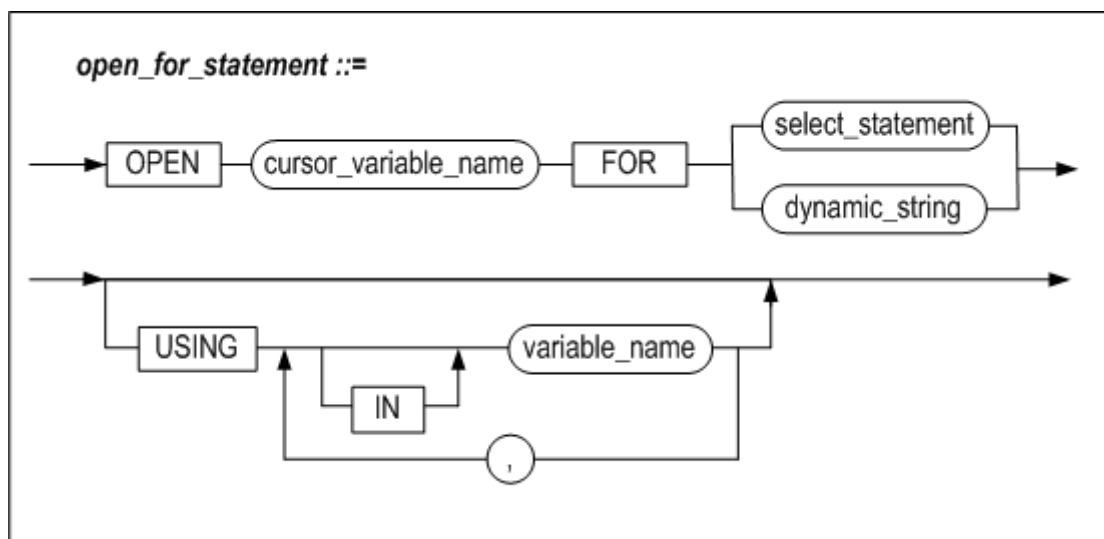 open_for_statement ::=
select_statement
OPEN cursor_variable_name FOR
dynamic_string
USING variable_name
IN
,